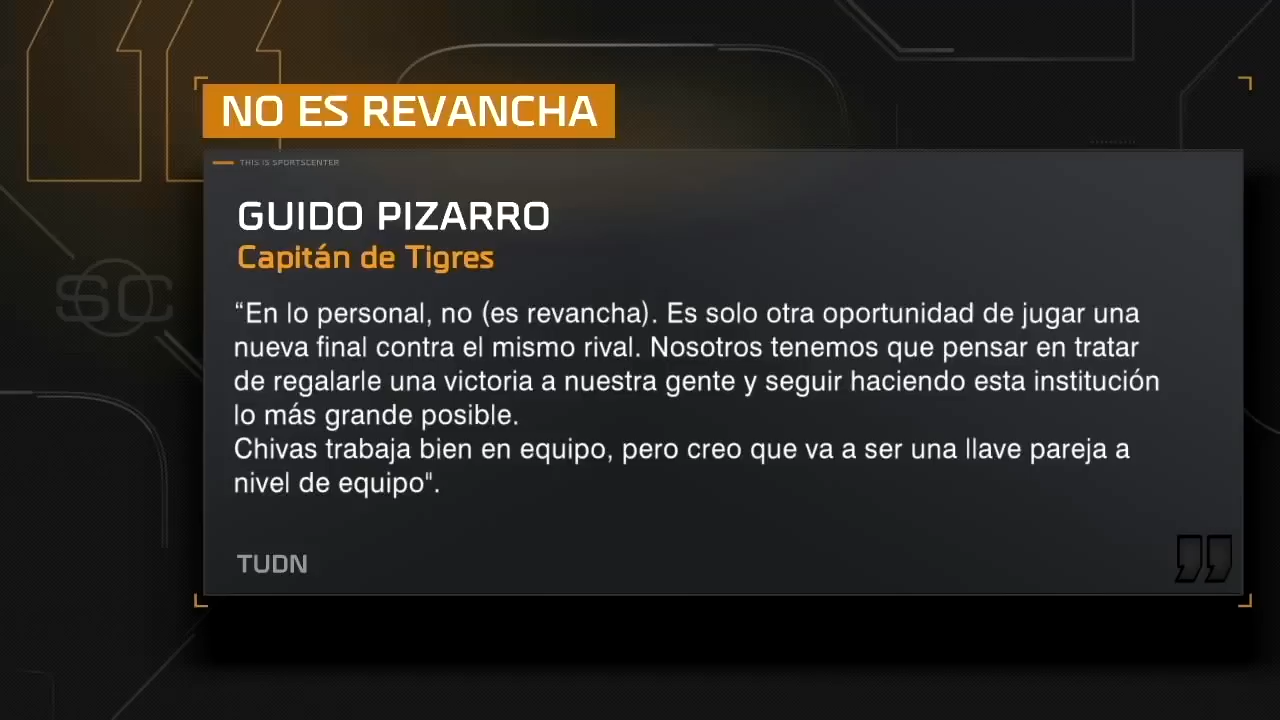 NO ES REVANCHA
THIS IS SPORTSCENTER
GUIDO PIZARRO
Capitán de Tigres
“En lo personal, no (es revancha). Es solo otra oportunidad de jugar una
nueva final contra el mismo rival. Nosotros tenemos que pensar en tratar
de regalarle una victoria a nuestra gente y seguir haciendo esta institución
lo más grande posible.
Chivas trabaja bien en equipo, pero creo que va a ser una llave pareja a
nivel de equipo".
SC
TUDN